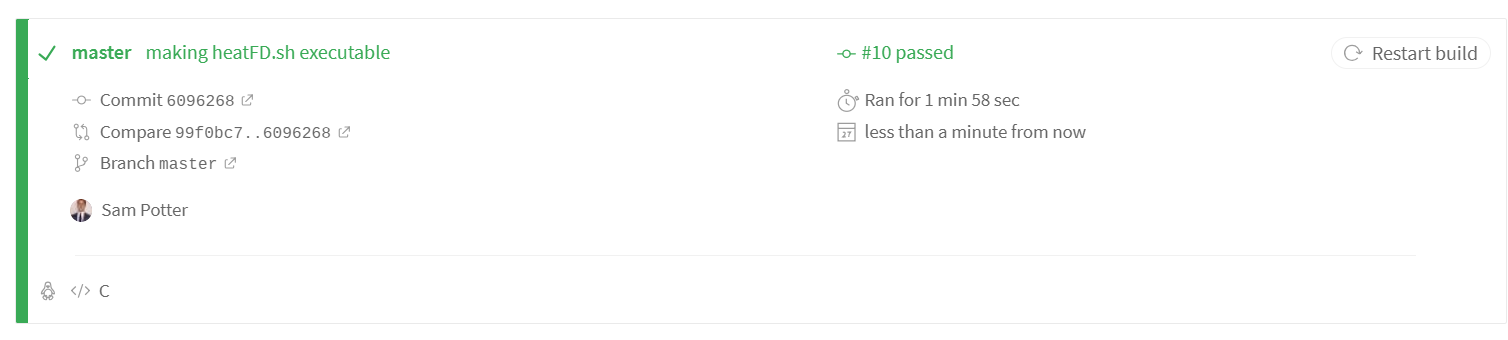 master making heatFD.sh executable
#10 passed
Restart build
Commit 6096268
Ran for 1 min 58 sec
Compare 99f0bc7..6096268
27 less than a minute from now
Branch master
Sam Potter
</> C